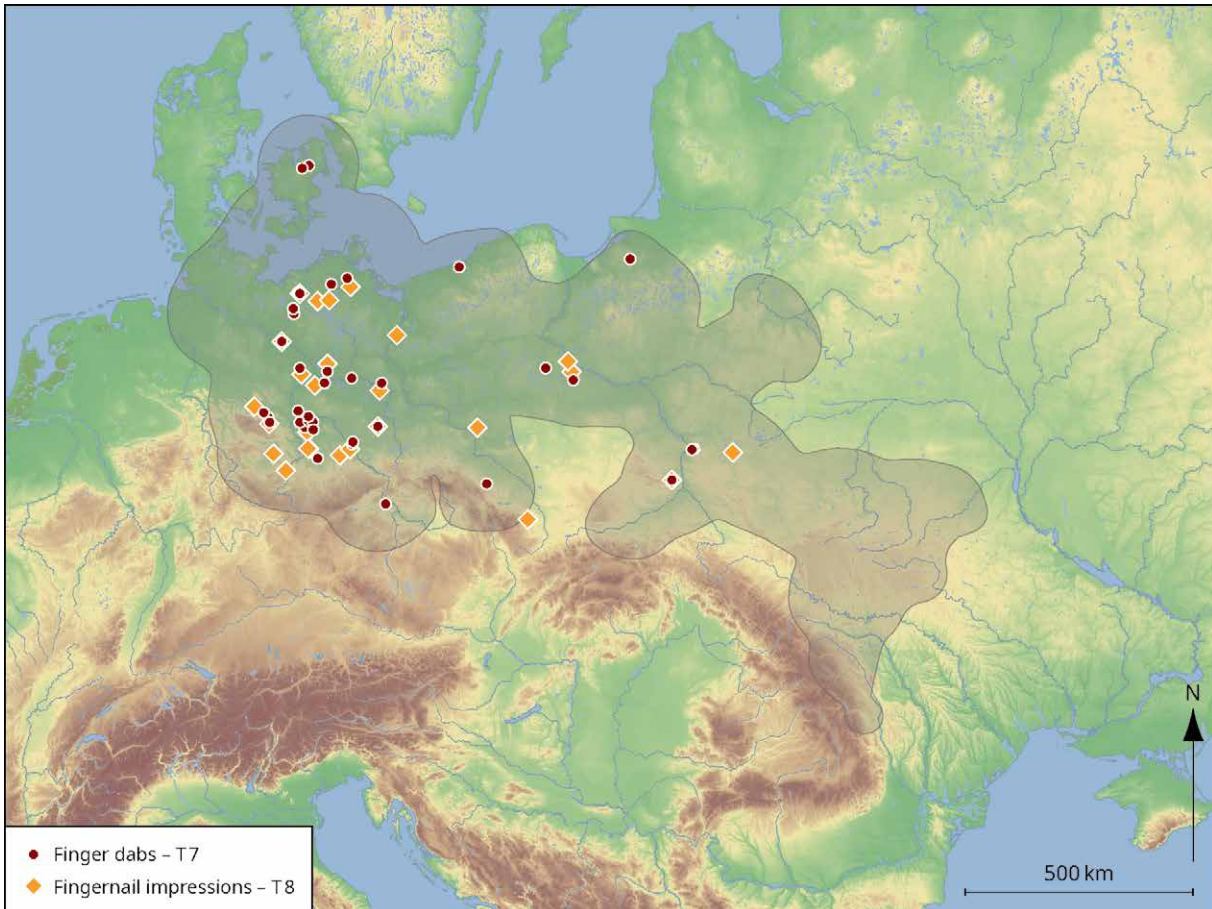 N
500 km
Finger dabs – T7
Fingernail impressions – T8